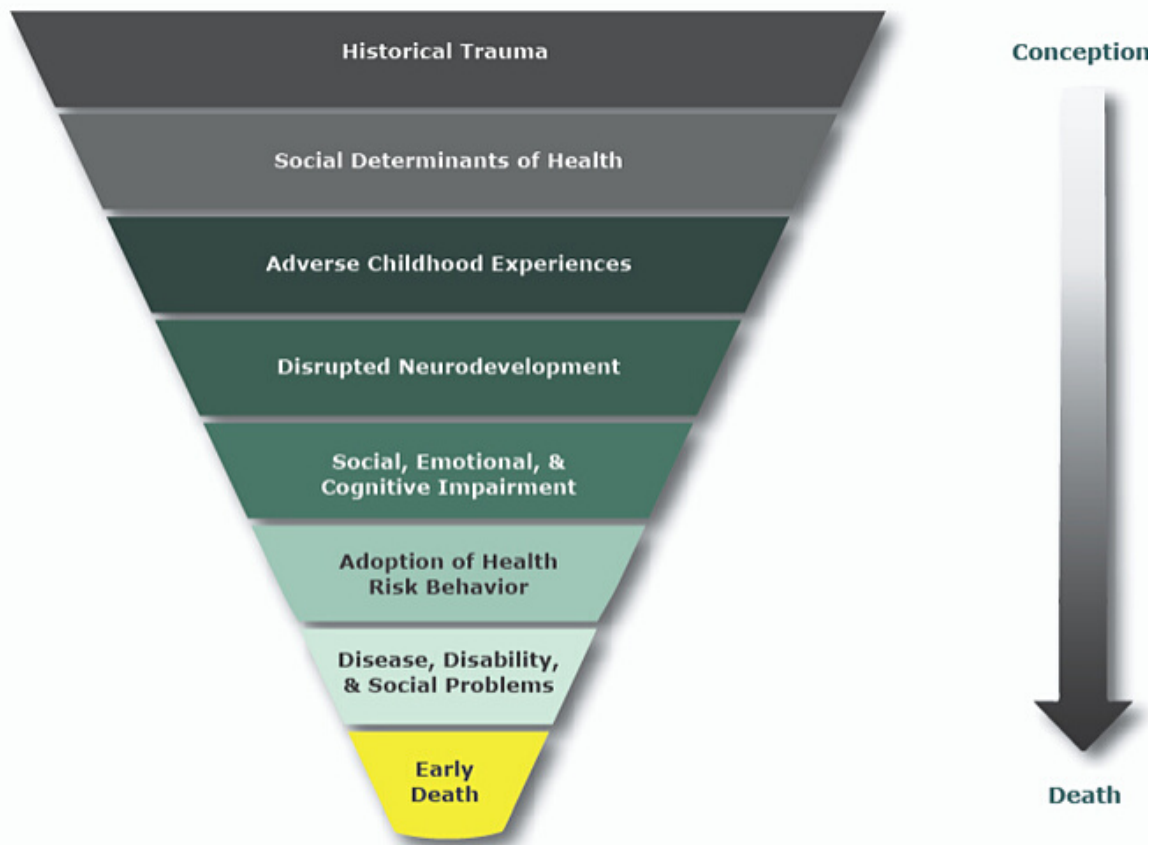 Historical Trauma
Conception
Social Determinants of Health
Adverse Childhood Experiences
Disrupted Neurodevelopment
Social, Emotional, &
Cognitive Impairment
Adoption of Health
Risk Behavior
Disease, Disability,
& Social Problems
Early
Death
Death